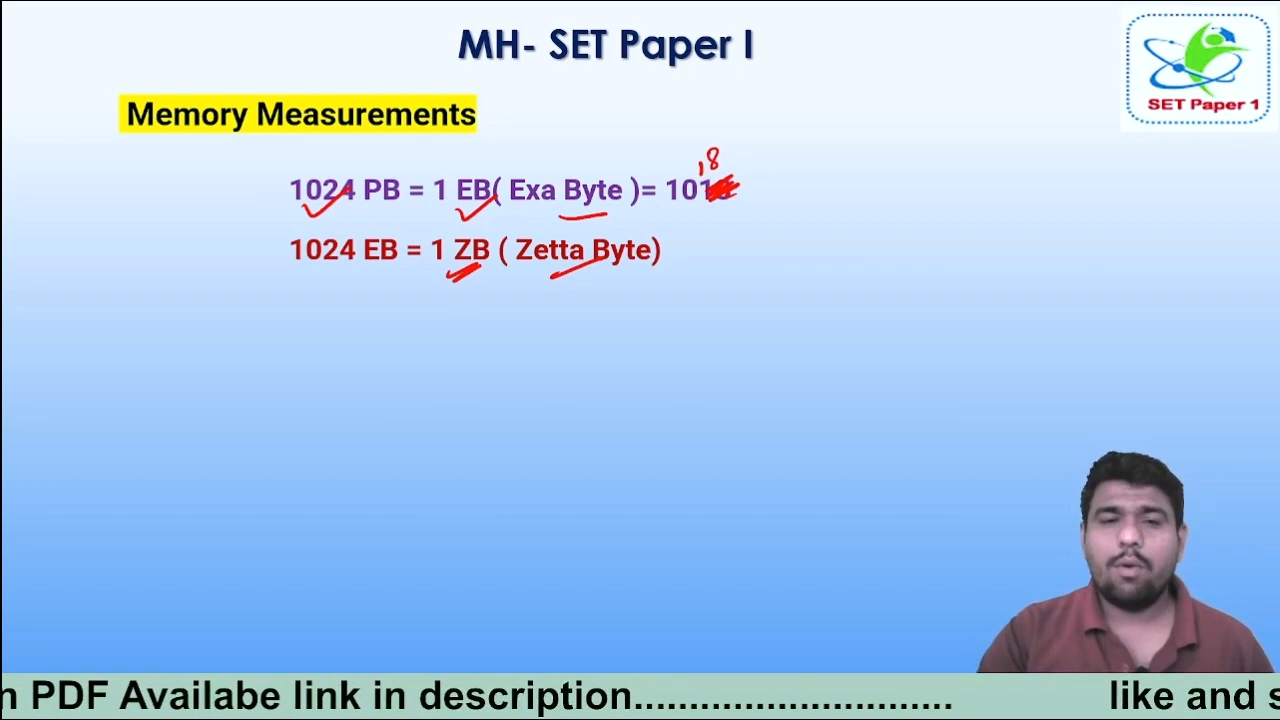 MH- SET Paper I
SET Paper 1
Memory Measurements
18
1024 PB = 1 EB( Exa Byte )= 10
1024 EB = 1 ZB ( Zetta Byte)
PDF Availabe link in description............................. like and